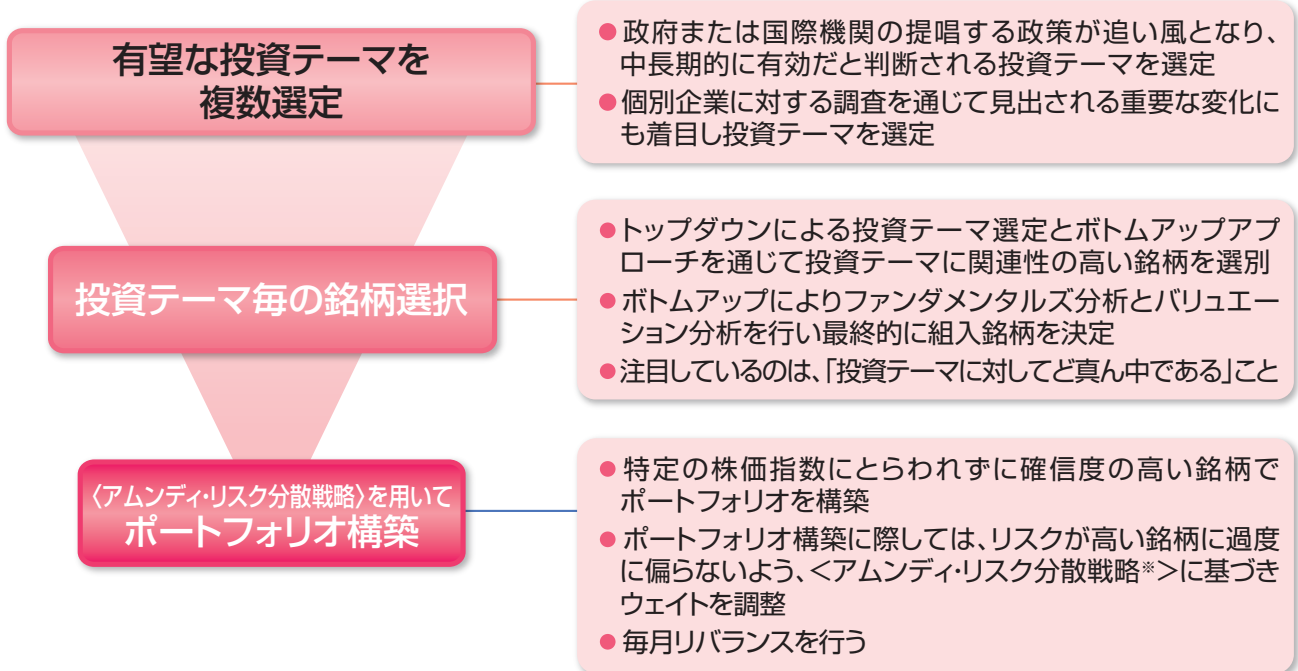 有望な投資テーマを
複数選定
●政府または国際機関の提唱する政策が追い風となり、
中長期的に有効だと判断される投資テーマを選定
●個別企業に対する調査を通じて見出される重要な変化に
も着目し投資テーマを選定
投資テーマ毎の銘柄選択
●トップダウンによる投資テーマ選定とボトムアップアプ
ローチを通じて投資テーマに関連性の高い銘柄を選別
●ボトムアップによりファンダメンタルズ分析とバリュエー
ション分析を行い最終的に組入銘柄を決定
●注目しているのは、「投資テーマに対してど真ん中である」こと
〈アムンディ・リスク分散戦略〉を用いて
ポートフォリオ構築
●特定の株価指数にとらわれずに確信度の高い銘柄で
ポートフォリオを構築
●ポートフォリオ構築に際しては、リスクが高い銘柄に過度
に偏らないよう、<アムンディ・リスク分散戦略※>に基づき
ウェイトを調整
●毎月リバランスを行う